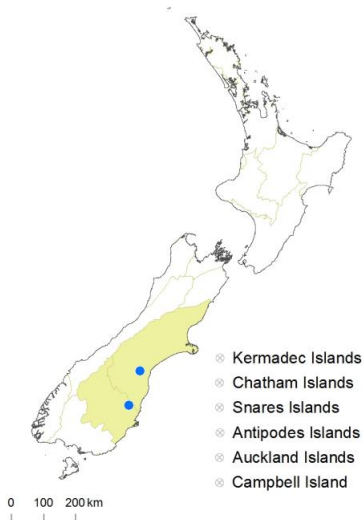 Kermadec Islands
Chatham Islands
Snares Islands
Antipodes Islands
Auckland Islands
Campbell Island
0 100 200 km